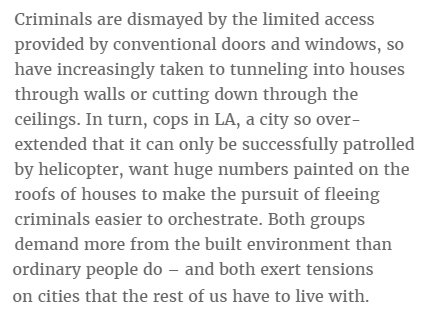 Criminals are dismayed by the limited access
provided by conventional doors and windows, so
have increasingly taken to tunneling into houses
through walls or cutting down through the
ceilings. In turn, cops in LA, a city so over-
extended that it can only be successfully patrolled
by helicopter, want huge numbers painted on the
roofs of houses to make the pursuit of fleeing
criminals easier to orchestrate. Both groups
demand more from the built environment than
ordinary people do – and both exert tensions
on cities that the rest of us have to live with.